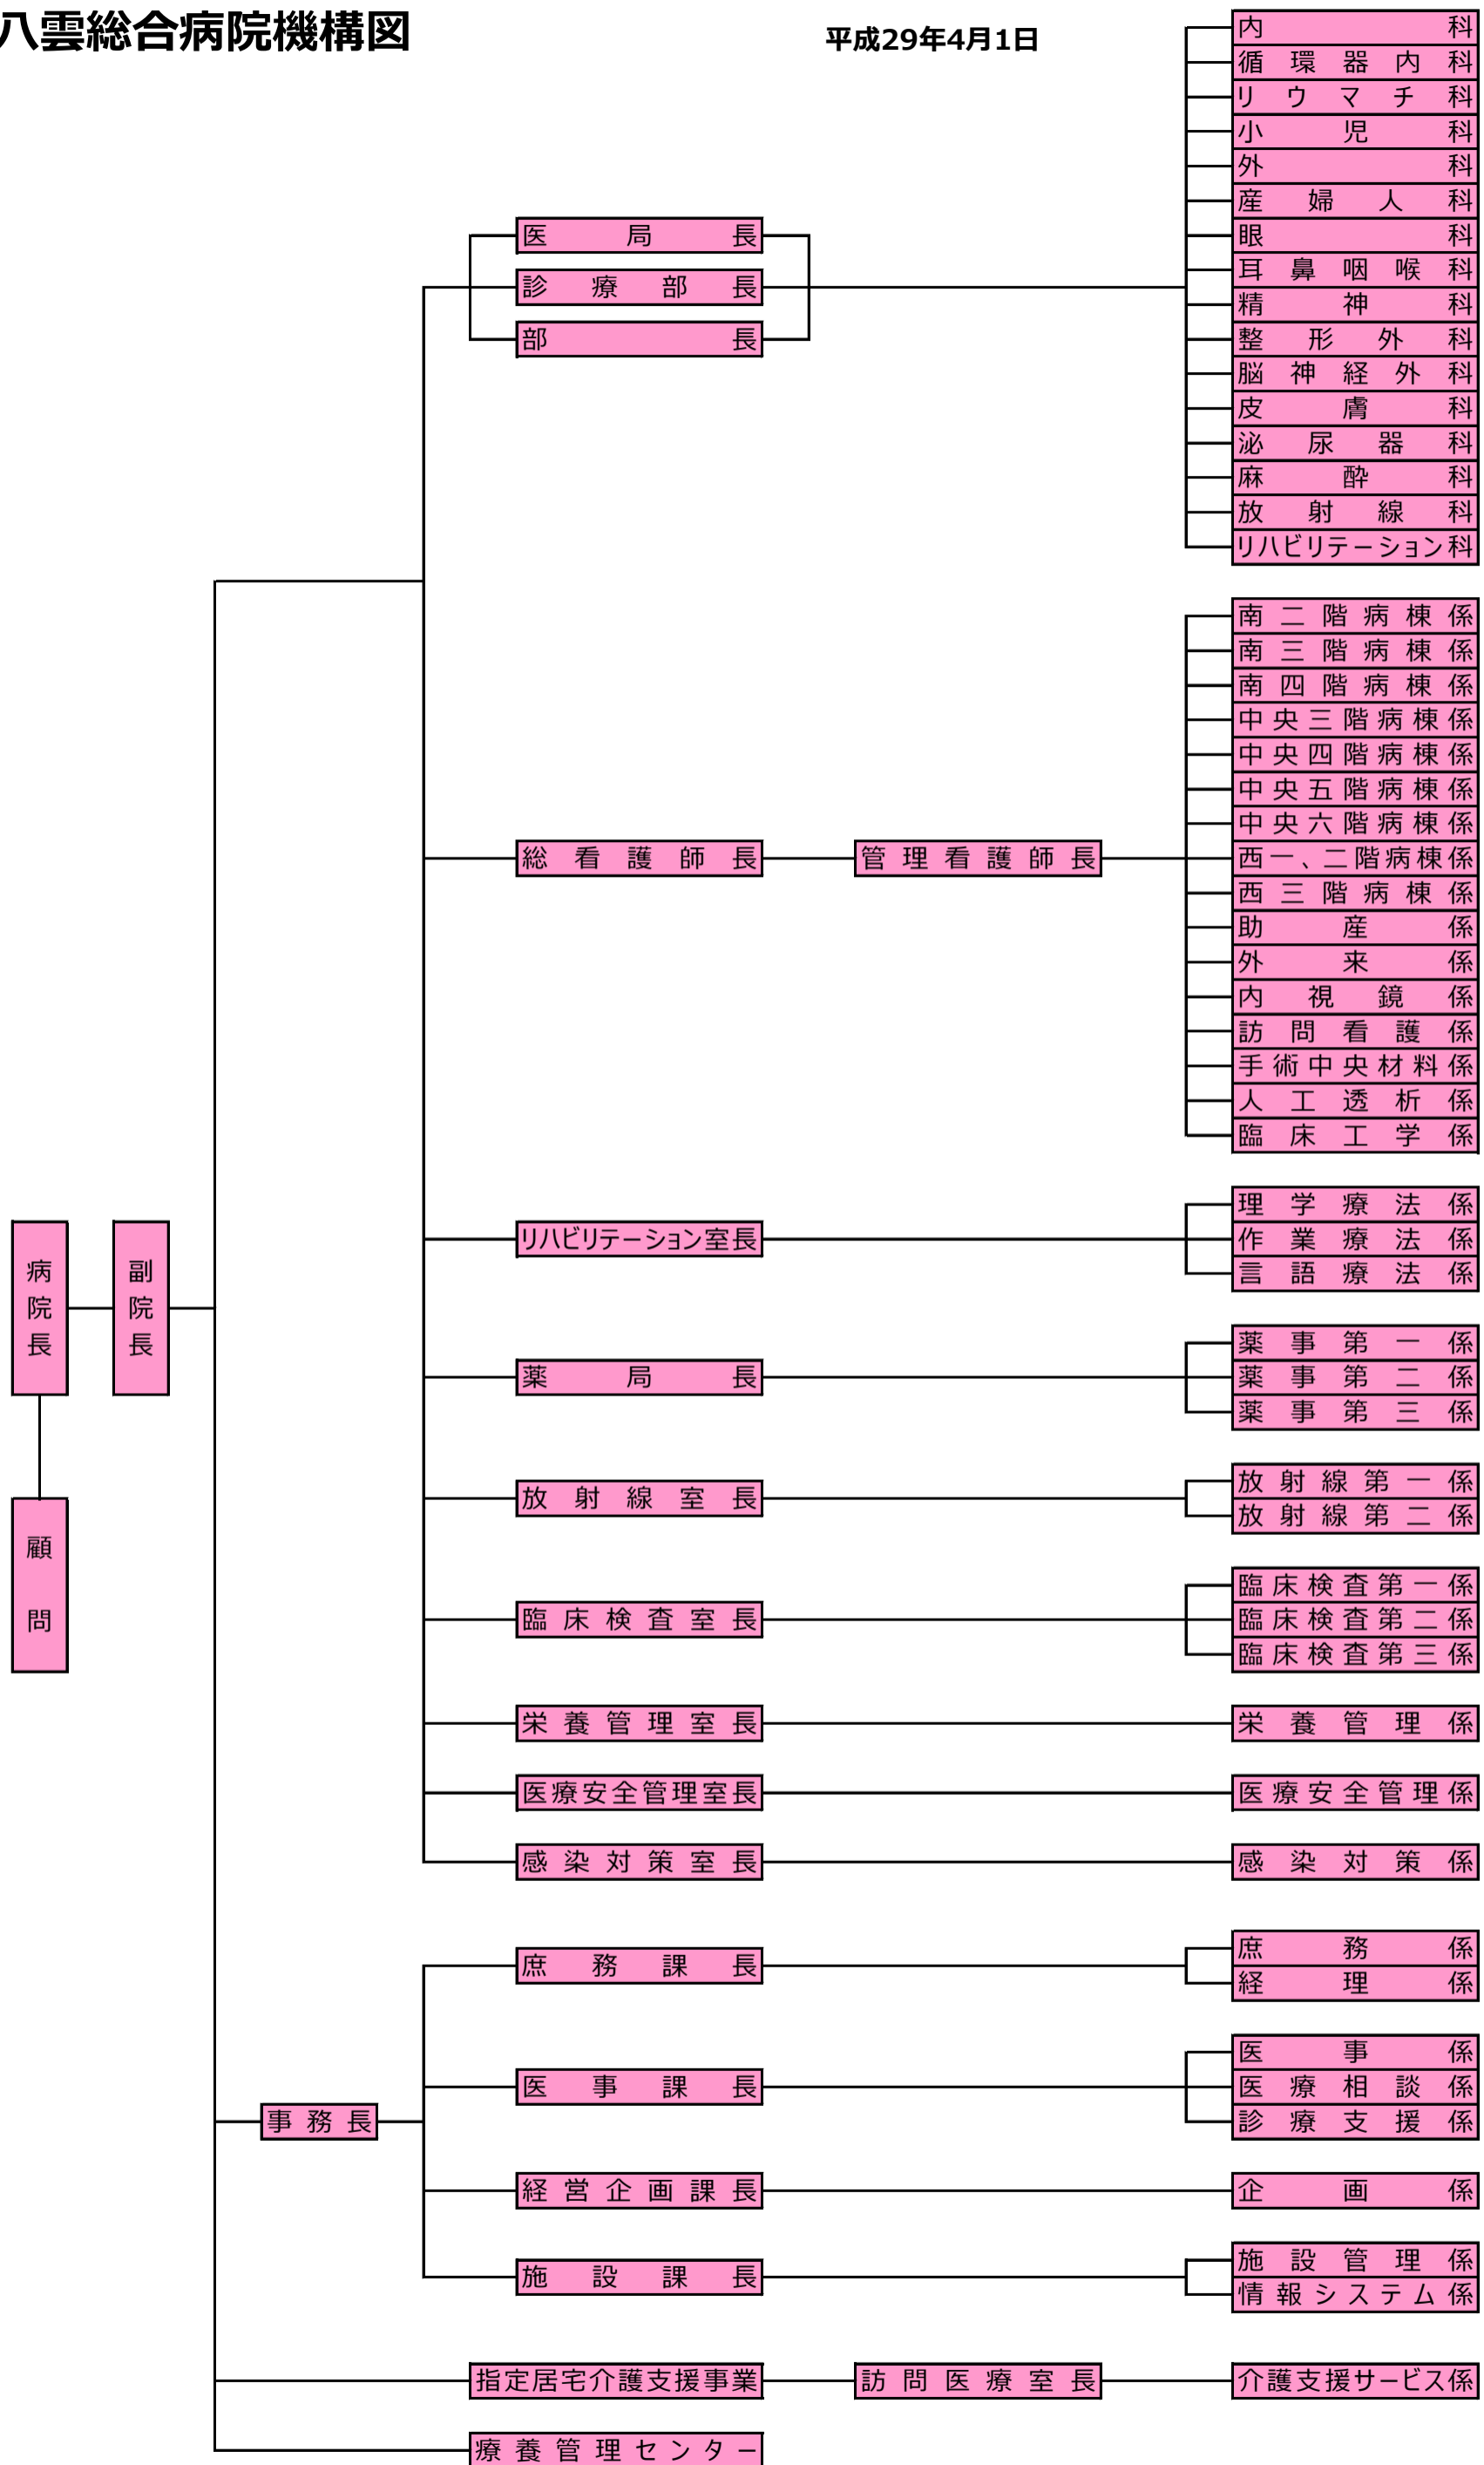 八雲総合病院機構図
平成29年4月1日
病院長
副院長
顧問
医局長
診療部長
部長
内科
循環器内科
リウマチ科
小児科
外科
産婦人科
眼科
耳鼻咽喉科
精神科
整形外科
脳神経外科
皮膚科
泌尿器科
麻酔科
放射線科
リハビリテーション科
総看護師長
管理看護師長
南二階病棟係
南三階病棟係
南四階病棟係
中央三階病棟係
中央四階病棟係
中央五階病棟係
中央六階病棟係
西一、二階病棟係
西三階病棟係
助産係
外来係
内視鏡係
訪問看護係
手術中央材料係
人工透析係
臨床工学係
リハビリテーション室長
理学療法係
作業療法係
言語療法係
薬局長
薬事第一係
薬事第二係
薬事第三係
放射線室長
放射線第一係
放射線第二係
臨床検査室長
臨床検査第一係
臨床検査第二係
臨床検査第三係
栄養管理室長
栄養管理係
医療安全管理室長
医療安全管理係
感染対策室長
感染対策係
事務長
庶務課長
庶務係
経理係
医事課長
医事係
医療相談係
診療支援係
経営企画課長
企画係
施設課長
施設管理係
情報システム係
指定居宅介護支援事業
訪問医療室長
介護支援サービス係
療養管理センター